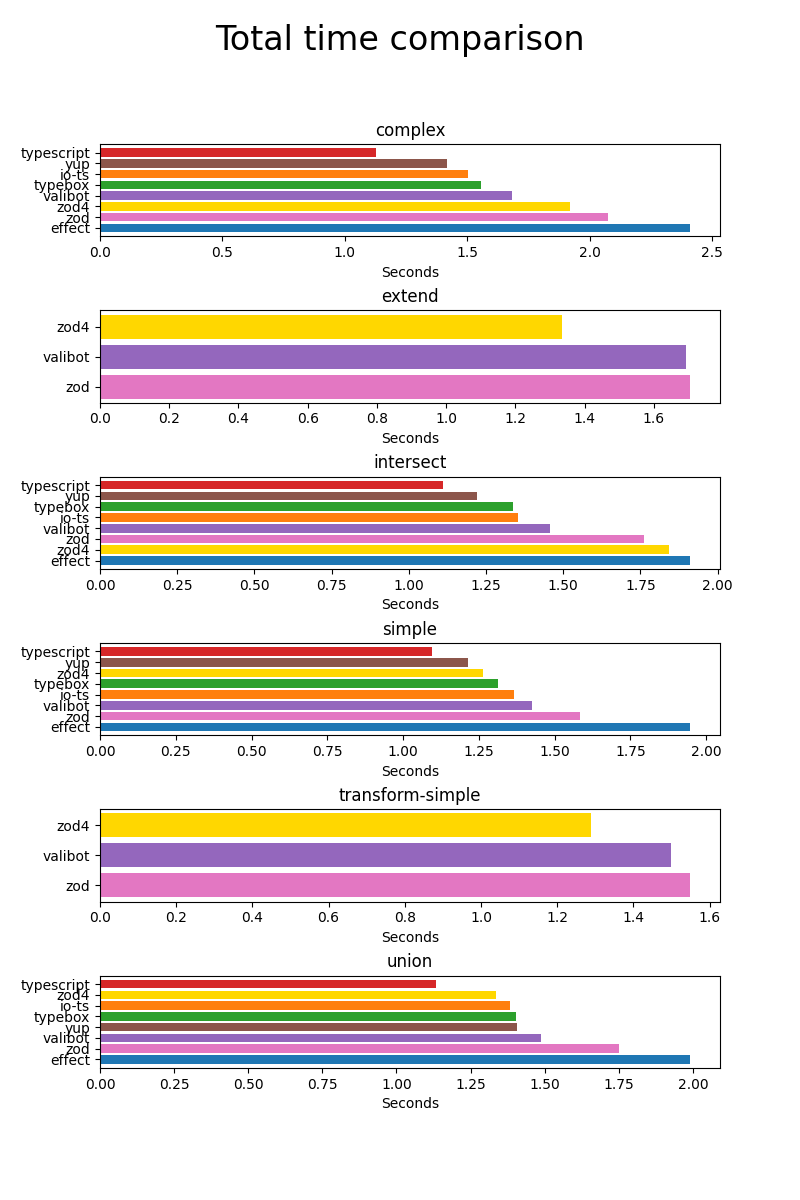 Total time comparison
complex
typescript
yup
io-ts
typebox
valibot
zod4
zod
effect
0.0 0.5 1.0 1.5 2.0 2.5
Seconds
extend
zod4
valibot
zod
0.0 0.2 0.4 0.6 0.8 1.0 1.2 1.4 1.6
Seconds
intersect
typescript
yup
typebox
io-ts
valibot
zod
zod4
effect
0.00 0.25 0.50 0.75 1.00 1.25 1.50 1.75 2.00
Seconds
simple
typescript
yup
zod4
typebox
io-ts
valibot
zod
effect
0.00 0.25 0.50 0.75 1.00 1.25 1.50 1.75 2.00
Seconds
transform-simple
zod4
valibot
zod
0.0 0.2 0.4 0.6 0.8 1.0 1.2 1.4 1.6
Seconds
union
typescript
zod4
io-ts
typebox
yup
valibot
zod
effect
0.00 0.25 0.50 0.75 1.00 1.25 1.50 1.75 2.00
Seconds